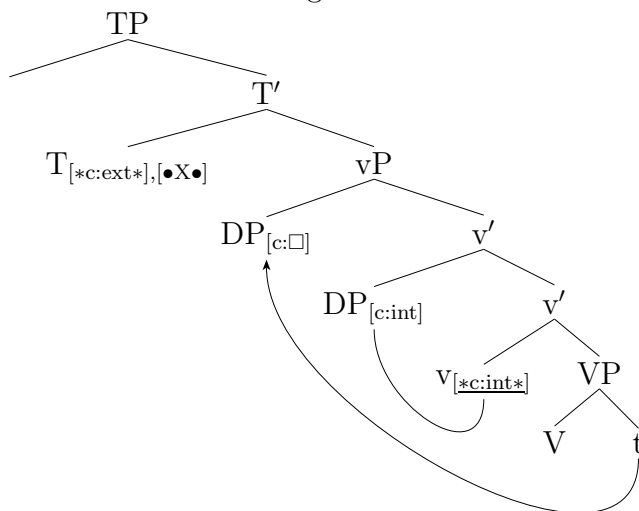 TP
T′
T[∗c:ext∗],[●X●]
vP
DP[c:□]
v′
DP[c:int]
v′
v[∗c:int∗]
VP
V
t